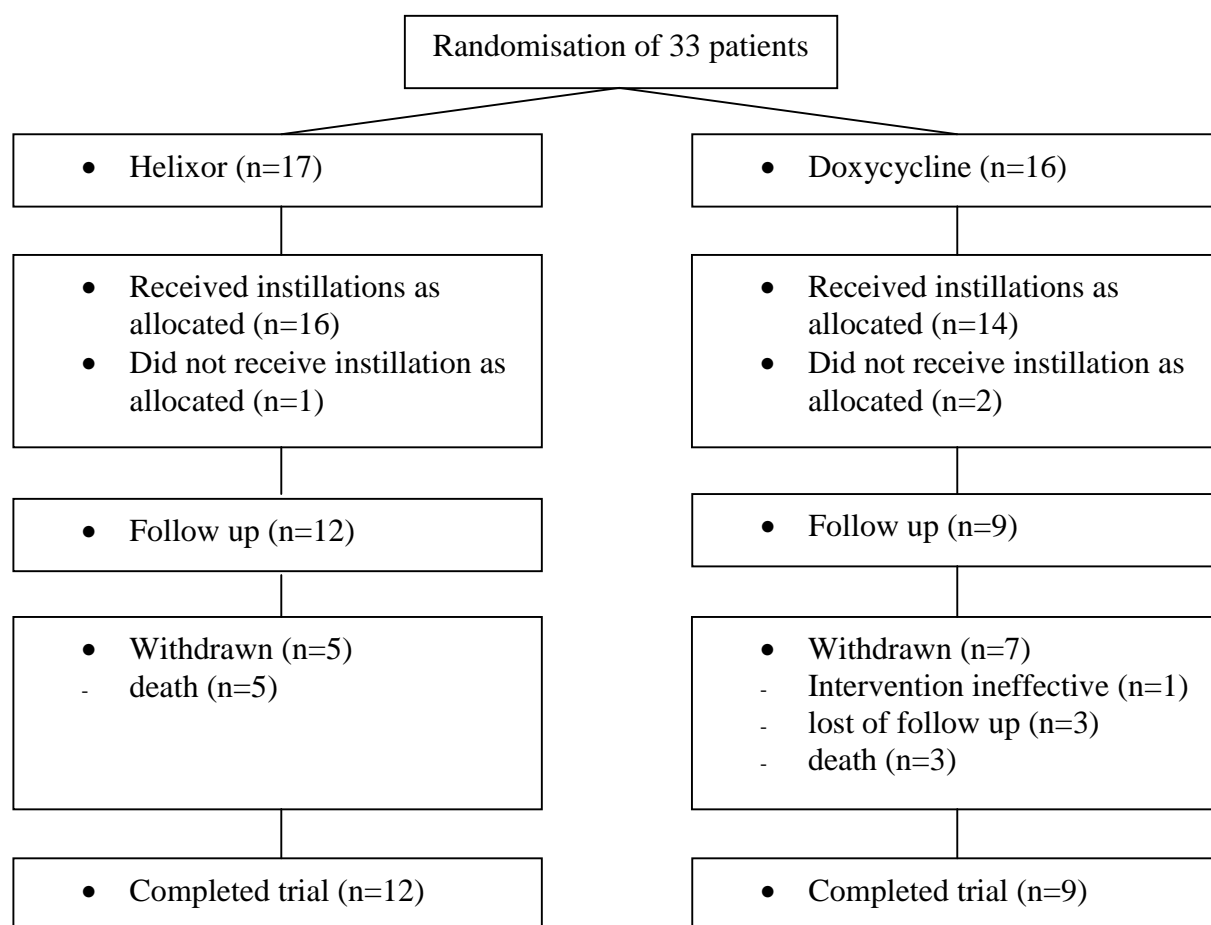 Randomisation of 33 patients
• Helixor (n=17)
• Doxycycline (n=16)
• Received instillations as
allocated (n=16)
• Did not receive instillation as
allocated (n=1)
• Received instillations as
allocated (n=14)
• Did not receive instillation as
allocated (n=2)
• Follow up (n=12)
• Follow up (n=9)
• Withdrawn (n=5)
- death (n=5)
• Withdrawn (n=7)
- Intervention ineffective (n=1)
- lost of follow up (n=3)
- death (n=3)
• Completed trial (n=12)
• Completed trial (n=9)